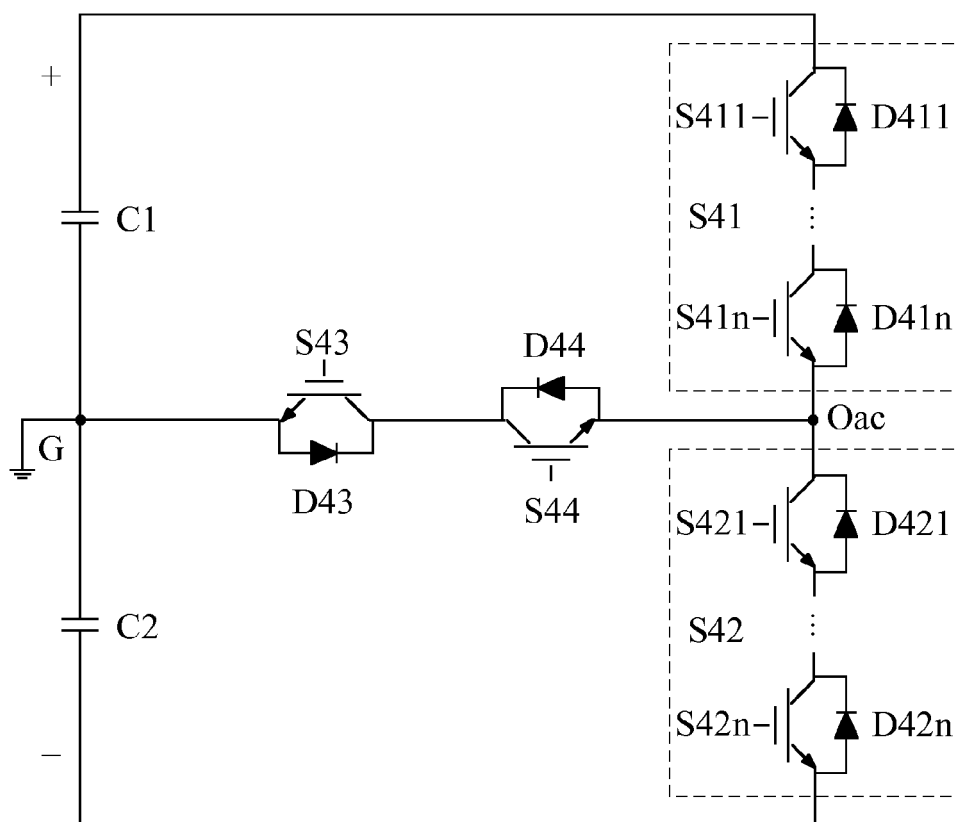 +
S411
D411
C1
S41
⋮
S41n
D41n
S43
D44
G
Oac
D43
S44
S421
D421
C2
S42
⋮
S42n
D42n
−